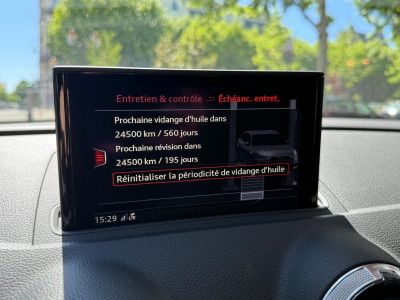 Entretien & contrôle Échéanc. entret.
Prochaine vidange d'huile dans
24500 km / 560 jours
Prochaine révision dans
24500 km / 195 jours
Réinitialiser la périodicité de vidange d'huile
15:29